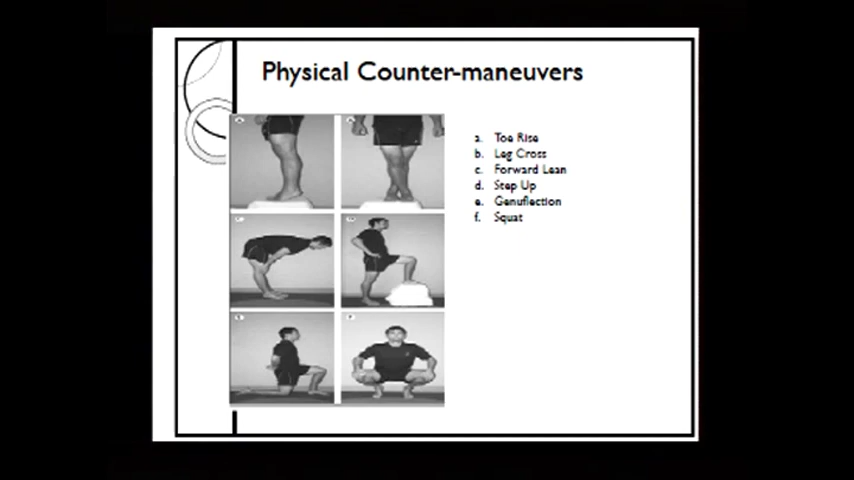 Physical Counter-maneuvers
a. Toe Rise
b. Leg Cross
c. Forward Lean
d. Step Up
e. Genuflection
f. Squat